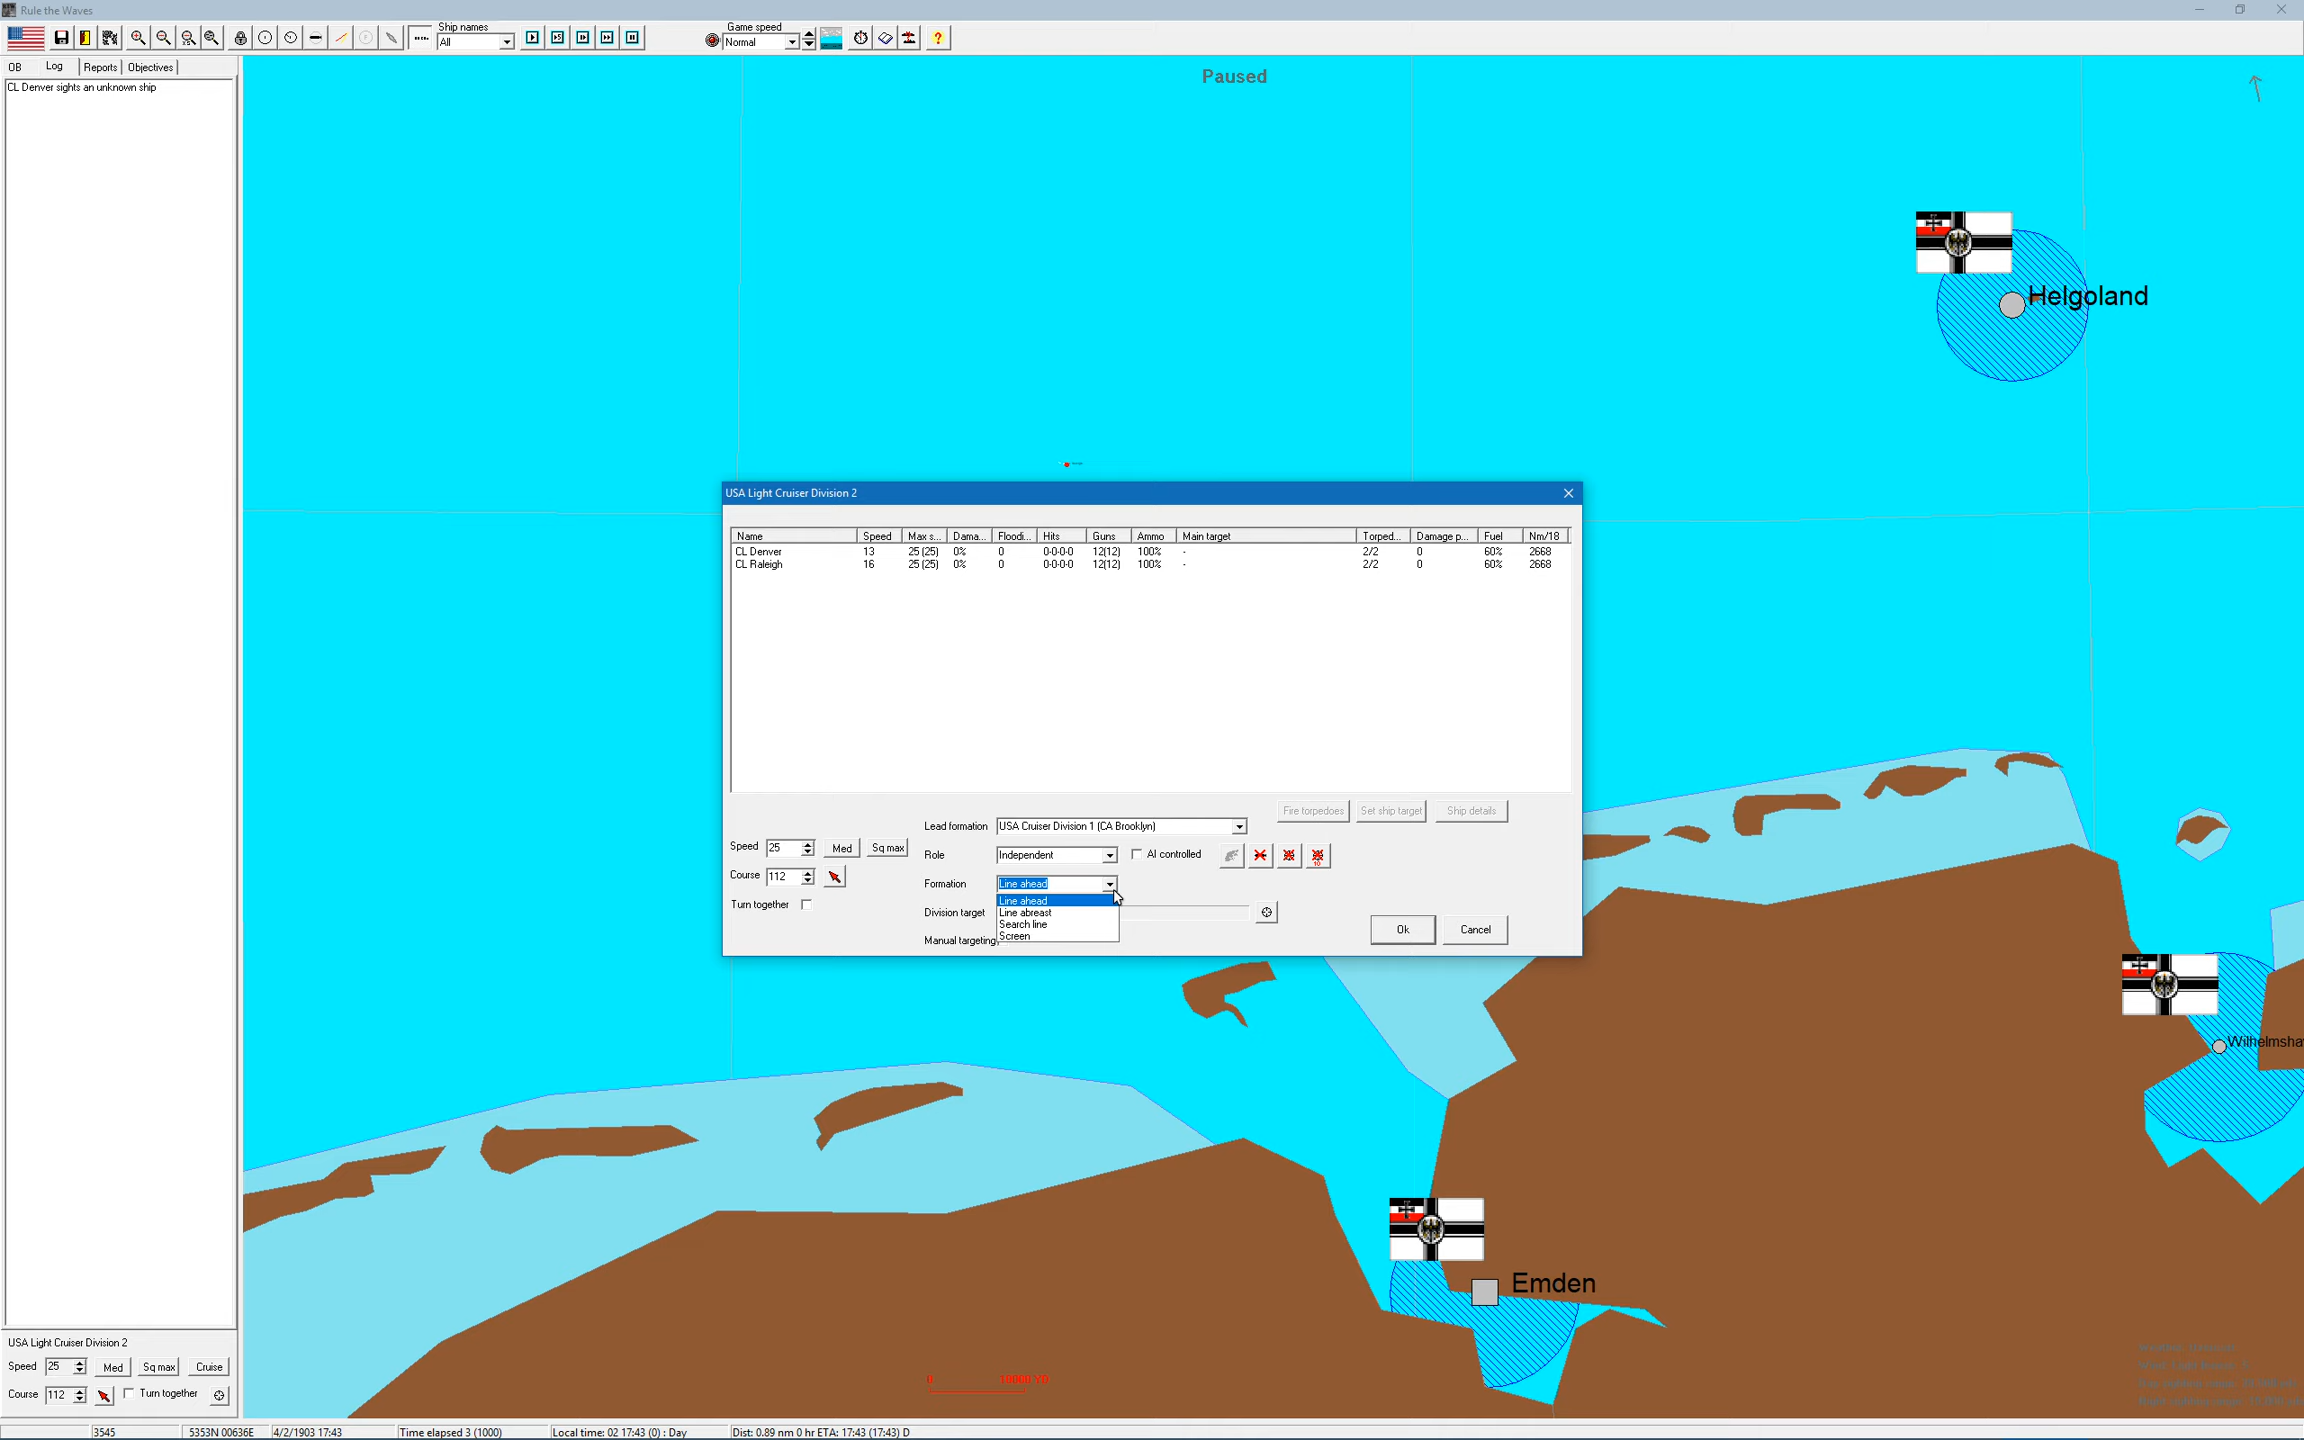 Rule the Waves
Ship names
All
Game speed
Normal
OB Log Reports Objectives
CL Denver sights an unknown ship
Paused
Helgoland
USA Light Cruiser Division 2
Name Speed Max s... Dama... Floodi... Hits Guns Ammo Main target Torped... Damage p... Fuel Nm/18
CL Denver 13 25 (25) 0% 0 0-0-0-0 12(12) 100% - 2/2 0 60% 2668
CL Raleigh 16 25 (25) 0% 0 0-0-0-0 12(12) 100% - 2/2 0 60% 2668
Fire torpedoes Set ship target Ship details
Lead formation USA Cruiser Division 1 (CA Brooklyn)
Speed 25 Med Sq max
Role Independent AI controlled
10
Course 112
Formation Line ahead
Turn together
Line ahead
Line abreast
Search line
Screen
Division target
Manual targeting
Ok Cancel
Emden
10000 YD
USA Light Cruiser Division 2
Speed 25 Med Sq max Cruise
Course 112 Turn together
3545 5353N 00636E 4/2/1903 17:43 Time elapsed 3 (1000) Local time: 02 17:43 (0) : Day Dist: 0.89 nm 0 hr ETA: 17:43 (17:43) D